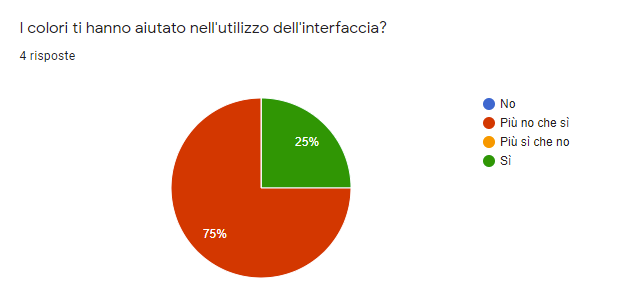 I colori ti hanno aiutato nell'utilizzo dell'interfaccia?
4 risposte
25%
75%
No
Più no che sì
Più sì che no
Sì